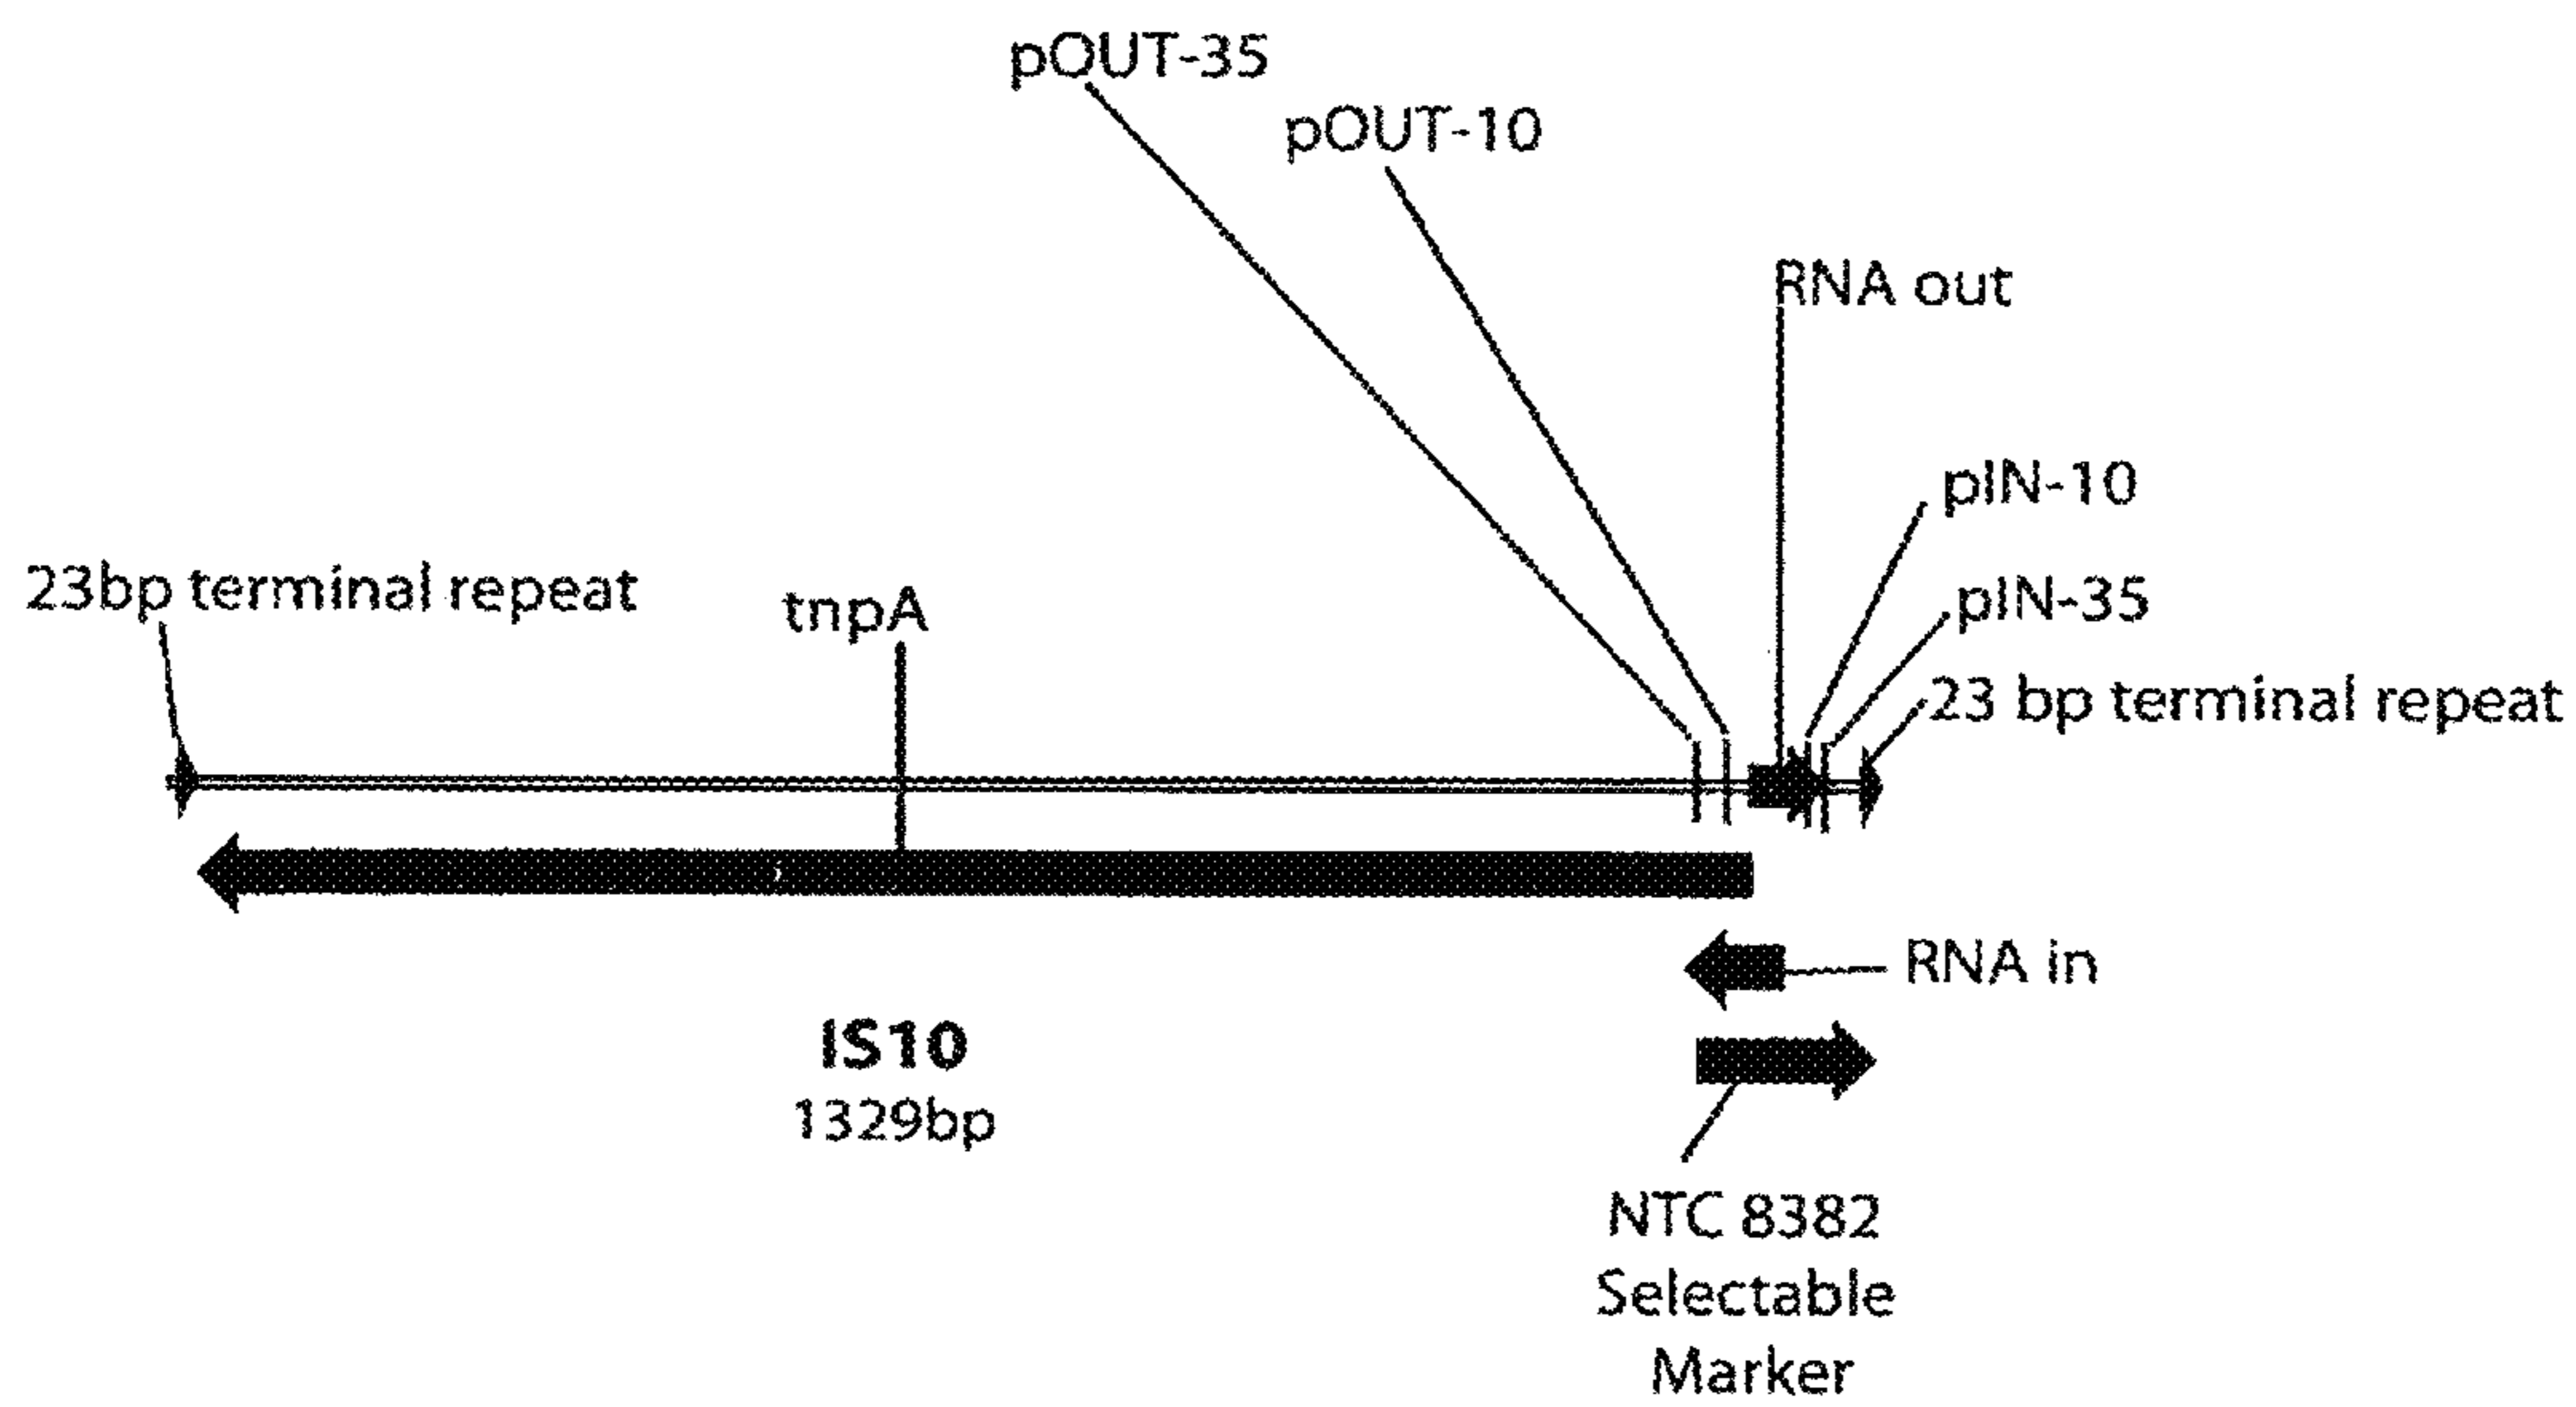 pOUT-35
pOUT-10
RNA out
pIN-10
23bp terminal repeat
tnpA
pIN-35
23 bp terminal repeat
RNA in
IS10
1329bp
NTC 8382
Selectable
Marker